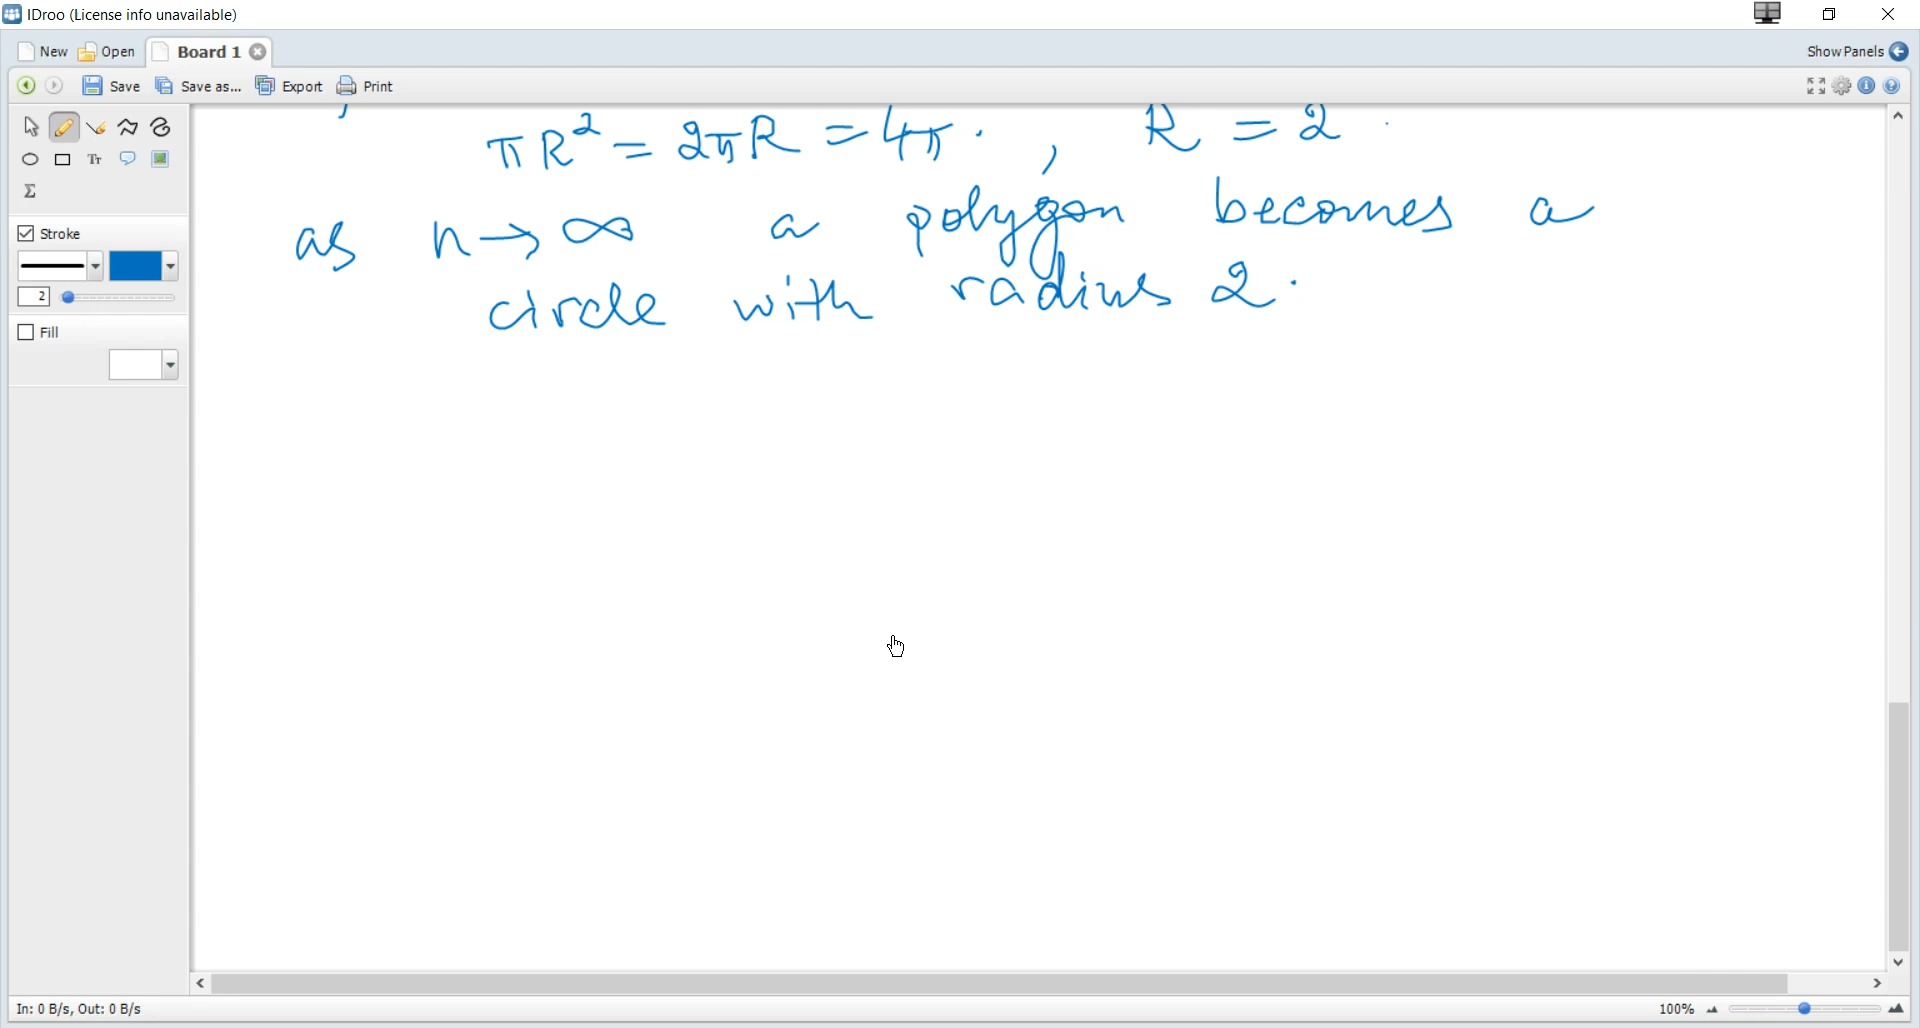 IDroo (License info unavailable)
New Open Board 1 Show Panels
Save Save as... Export Print
πR² = 2πR = 4π. , R = 2.
as n → ∞ a polygon becomes a
circle with radius 2.
Tт
Σ
Stroke
2
Fill
In: 0 B/s, Out: 0 B/s 100%